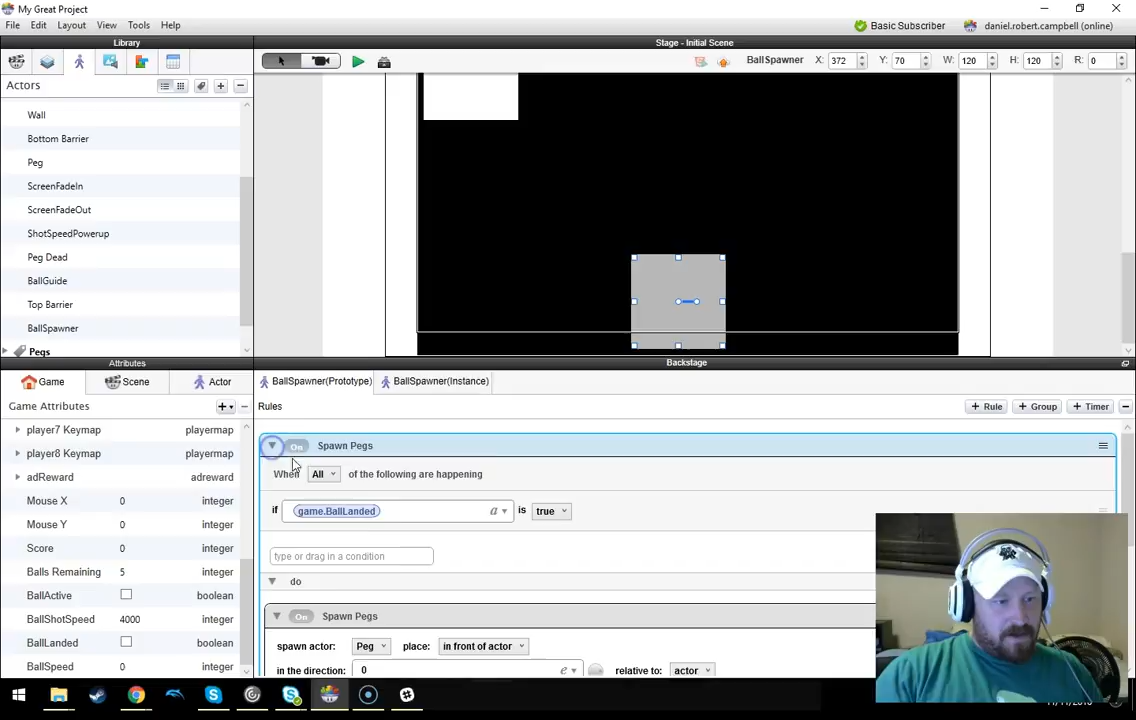 My Great Project
File Edit Layout View Tools Help
Basic Subscriber daniel.robert.campbell (online)
Library
Stage - Initial Scene
BallSpawner X: 372 Y: 70 W: 120 H: 120 R: 0
Actors
Wall
Bottom Barrier
Peg
ScreenFadeIn
ScreenFadeOut
ShotSpeedPowerup
Peg Dead
BallGuide
Top Barrier
BallSpawner
Pegs
Attributes
Backstage
Game Scene Actor
BallSpawner(Prototype) BallSpawner(Instance)
Game Attributes
Rules + Rule + Group + Timer
player7 Keymap playermap
player8 Keymap playermap
adReward adreward
Mouse X 0 integer
Mouse Y 0 integer
Score 0 integer
Balls Remaining 5 integer
BallActive boolean
BallShotSpeed 4000 integer
BallLanded boolean
BallSpeed 0 integer
On Spawn Pegs
When All of the following are happening
if game.BallLanded a is true
type or drag in a condition
do
On Spawn Pegs
spawn actor: Peg place: in front of actor
in the direction: 0 e relative to: actor